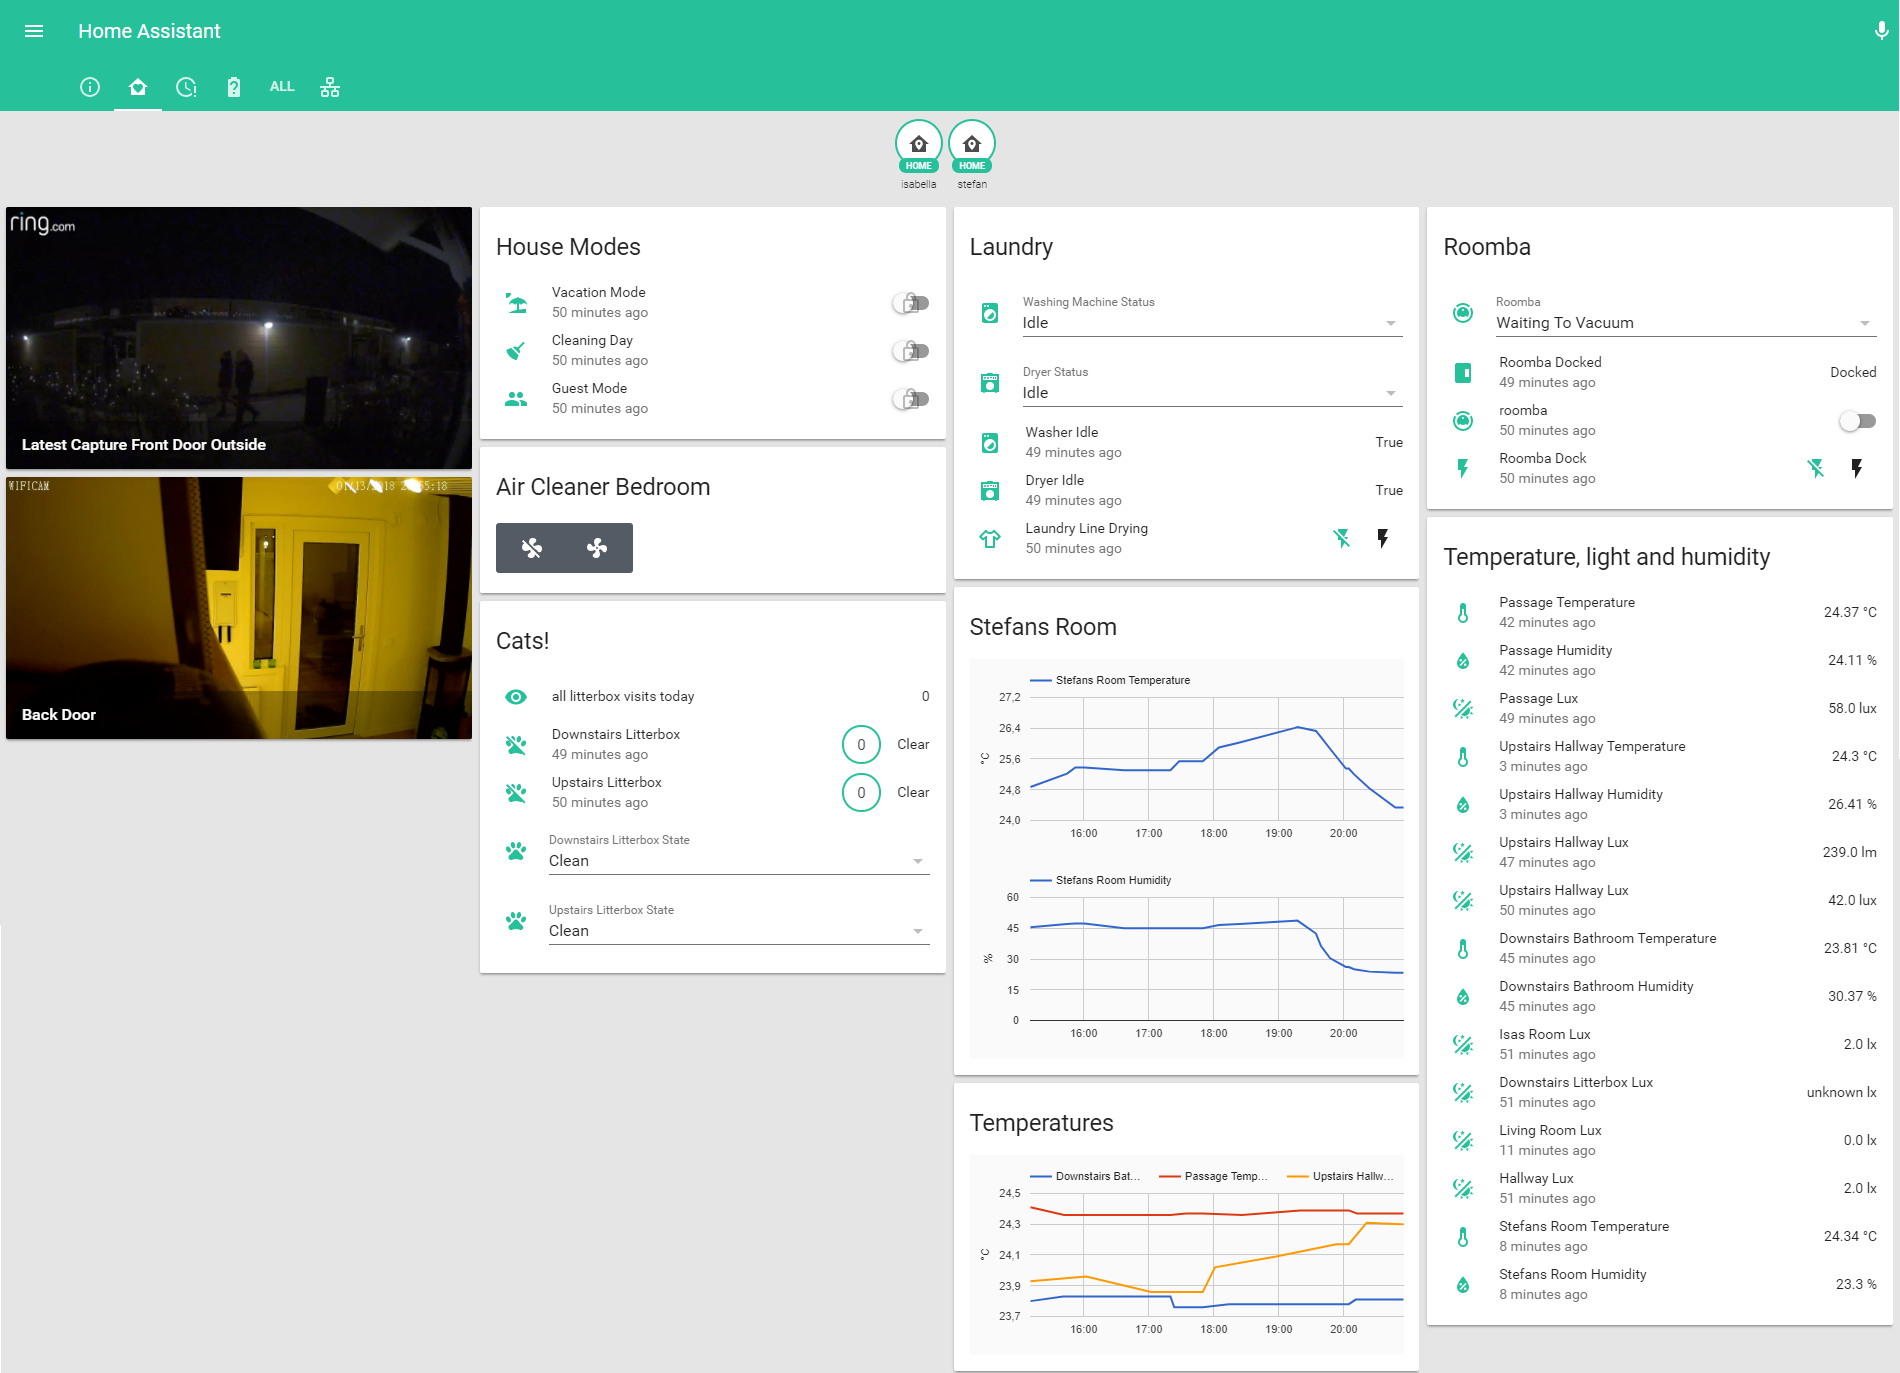 Home Assistant
ALL
HOME
isabella
HOME
stefan
ring.com
Latest Capture Front Door Outside
WIFICAM
Back Door
House Modes
Vacation Mode
50 minutes ago
Cleaning Day
50 minutes ago
Guest Mode
50 minutes ago
Air Cleaner Bedroom
Cats!
all litterbox visits today
0
Downstairs Litterbox
49 minutes ago
0
Clear
Upstairs Litterbox
50 minutes ago
0
Clear
Downstairs Litterbox State
Clean
Upstairs Litterbox State
Clean
Laundry
Washing Machine Status
Idle
Dryer Status
Idle
Washer Idle
49 minutes ago
True
Dryer Idle
49 minutes ago
True
Laundry Line Drying
50 minutes ago
Stefans Room
Stefans Room Temperature
27,2
26,4
25,6
24,8
24,0
°C
16:00 17:00 18:00 19:00 20:00
Stefans Room Humidity
60
45
30
15
0
%
16:00 17:00 18:00 19:00 20:00
Temperatures
Downstairs Bat... Passage Temp... Upstairs Hallw...
24,5
24,3
24,1
23,9
23,7
°C
16:00 17:00 18:00 19:00 20:00
Roomba
Roomba
Waiting To Vacuum
Roomba Docked
49 minutes ago
Docked
roomba
50 minutes ago
Roomba Dock
50 minutes ago
Temperature, light and humidity
Passage Temperature
42 minutes ago
24.37 °C
Passage Humidity
42 minutes ago
24.11 %
Passage Lux
49 minutes ago
58.0 lux
Upstairs Hallway Temperature
3 minutes ago
24.3 °C
Upstairs Hallway Humidity
3 minutes ago
26.41 %
Upstairs Hallway Lux
47 minutes ago
239.0 lm
Upstairs Hallway Lux
50 minutes ago
42.0 lux
Downstairs Bathroom Temperature
45 minutes ago
23.81 °C
Downstairs Bathroom Humidity
45 minutes ago
30.37 %
Isas Room Lux
51 minutes ago
2.0 lx
Downstairs Litterbox Lux
51 minutes ago
unknown lx
Living Room Lux
11 minutes ago
0.0 lx
Hallway Lux
51 minutes ago
2.0 lx
Stefans Room Temperature
8 minutes ago
24.34 °C
Stefans Room Humidity
8 minutes ago
23.3 %